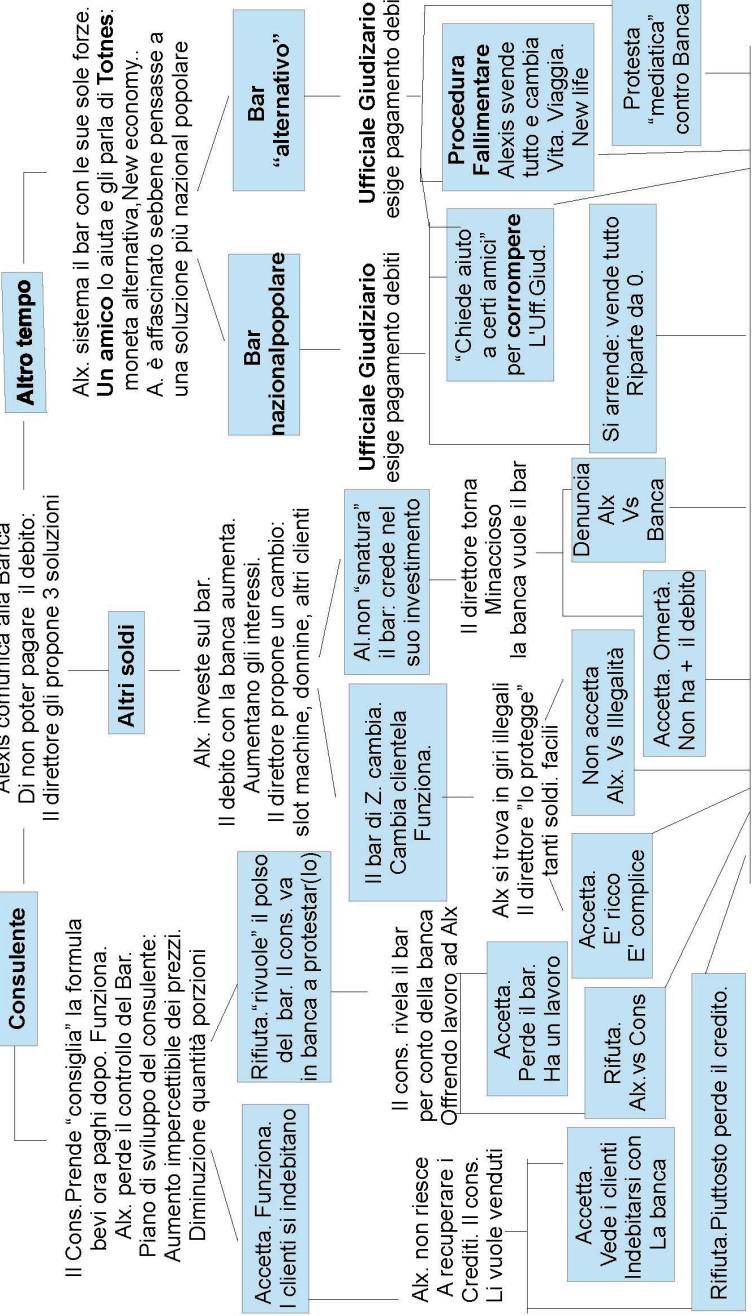 Alexis comunica alla Banca
Di non poter pagare il debito:
Il direttore gli propone 3 soluzioni
Consulente
Altri soldi
Altro tempo
Il Cons.Prende “consiglia” la formula
bevi ora paghi dopo. Funziona.
Alx. perde il controllo del Bar.
Piano di sviluppo del consulente:
Aumento impercettibile dei prezzi.
Diminuzione quantità porzioni
Accetta. Funziona.
I clienti si indebitano
Rifiuta.“rivuole” il polso
del bar. Il cons. va
in banca a protestar(lo)
Alx. non riesce
A recuperare i
Crediti. Il cons.
Li vuole venduti
Accetta.
Vede i clienti
Indebitarsi con
La banca
Rifiuta.Piuttosto perde il credito.
Il cons. rivela il bar
per conto della banca
Offrendo lavoro ad Alx
Accetta.
Perde il bar.
Ha un lavoro
Rifuta.
Alx.vs Cons
Alx. investe sul bar.
Il debito con la banca aumenta.
Aumentano gli interessi.
Il direttore propone un cambio:
slot machine, donnine, altri clienti
Il bar di Z. cambia.
Cambia clientela
Funziona.
Al.non “snatura”
il bar: crede nel
suo investimento
Alx si trova in giri illegali
Il direttore ”lo protegge”
tanti soldi. facili
Accetta.
E' ricco
E' complice
Non accetta
Alx. Vs Illegalità
Il direttore torna
Minaccioso
la banca vuole il bar
Accetta. Omertà.
Non ha + il debito
Denuncia
Alx
Vs
Banca
Alx. sistema il bar con le sue sole forze.
Un amico lo aiuta e gli parla di Totnes:
moneta alternativa,New economy..
A. è affascinato sebbene pensasse a
una soluzione più nazional popolare
Bar
nazionalpopolare
Bar
“alternativo”
Ufficiale Giudiziario
esige pagamento debiti
Ufficiale Giudizario
esige pagamento debi
“Chiede aiuto
a certi amici”
per corrompere
L'Uff.Giud.
Si arrende: vende tutto
Riparte da 0.
Procedura
Fallimentare
Alexis svende
tutto e cambia
Vita. Viaggia.
New life
Protesta
“mediatica”
contro Banca